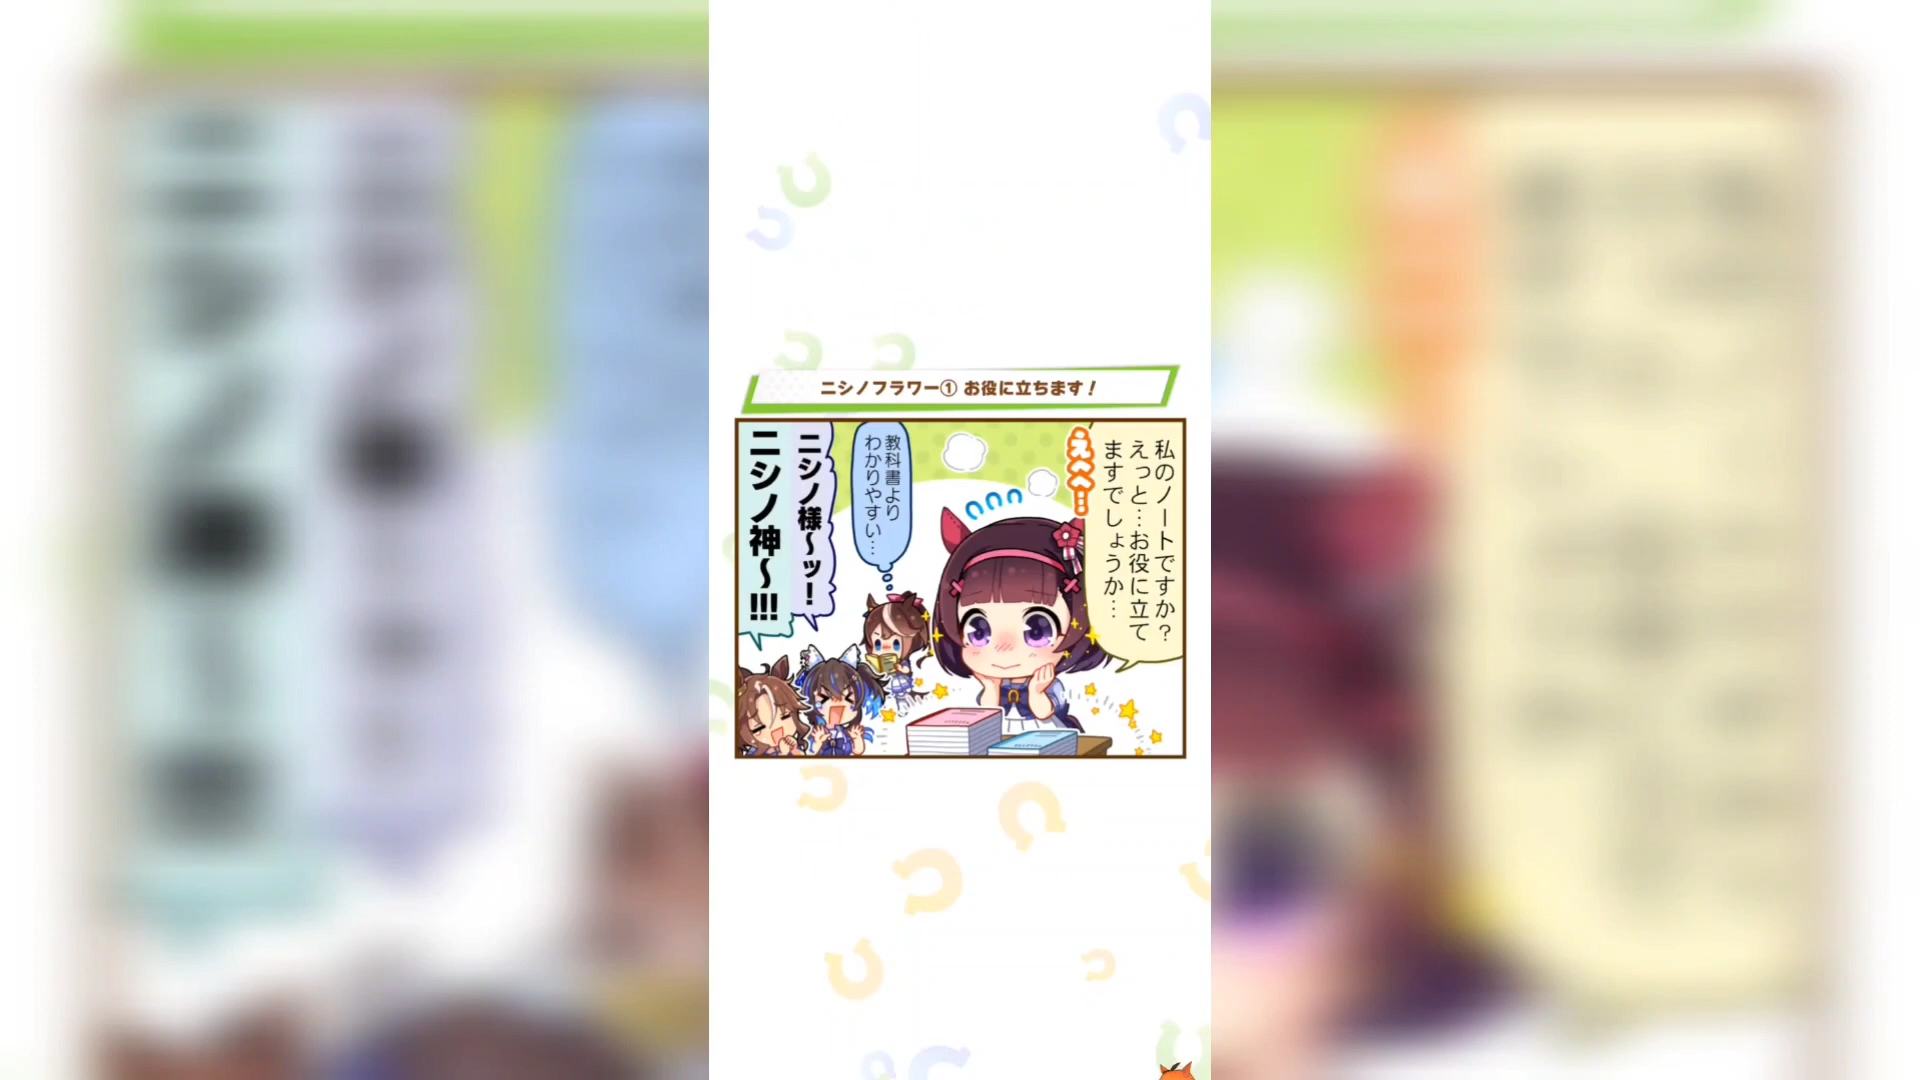 ニシノフラワー① お役に立ちます！
私のノートですか？
えっと…お役に立て
ますでしょうか…
えへへ…
教科書より
わかりやすい…
ニシノ様～ッ！
ニシノ神～!!!